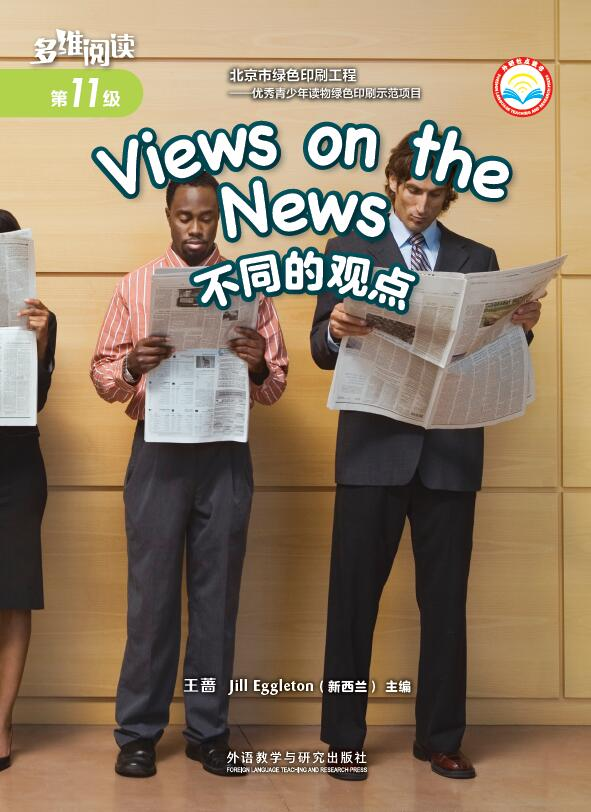 多维阅读
第11级
北京市绿色印刷工程
——优秀青少年读物绿色印刷示范项目
Views on the
News
不同的观点
王蔷 Jill Eggleton（新西兰）主编
外语教学与研究出版社
FOREIGN LANGUAGE TEACHING AND RESEARCH PRESS